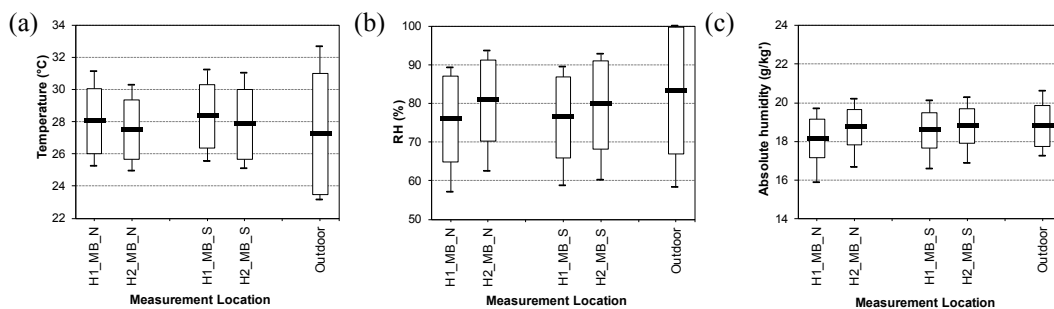 (a)
Temperature (°C)
34
32
30
28
26
24
22
H1_MB_N
H2_MB_N
H1_MB_S
H2_MB_S
Outdoor
Measurement Location
(b)
RH (%)
100
90
80
70
60
50
H1_MB_N
H2_MB_N
H1_MB_S
H2_MB_S
Outdoor
Measurement Location
(c)
Absolute humidity (g/kg')
24
22
20
18
16
14
H1_MB_N
H2_MB_N
H1_MB_S
H2_MB_S
Outdoor
Measurement Location